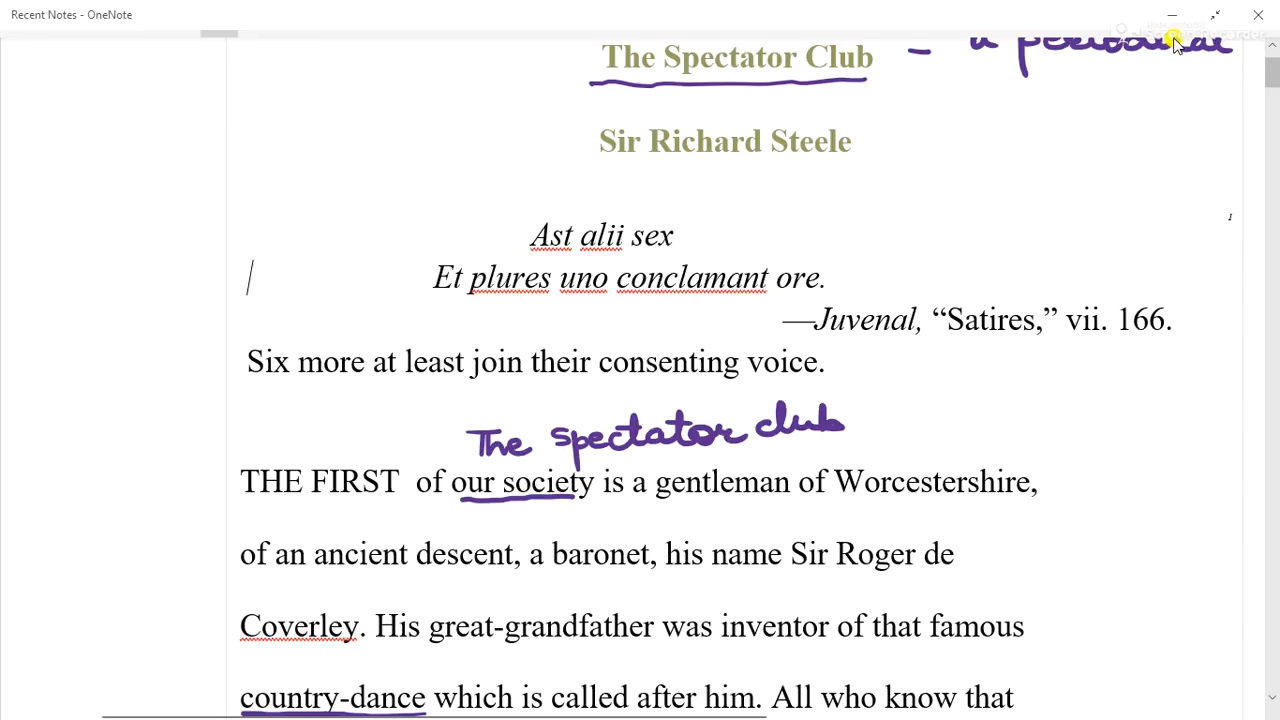 Recent Notes - OneNote
The Spectator Club - a periodical
Sir Richard Steele
1
Ast alii sex
Et plures uno conclamant ore.
—Juvenal, “Satires,” vii. 166.
Six more at least join their consenting voice.
The spectator club
THE FIRST of our society is a gentleman of Worcestershire,
of an ancient descent, a baronet, his name Sir Roger de
Coverley. His great-grandfather was inventor of that famous
country-dance which is called after him. All who know that